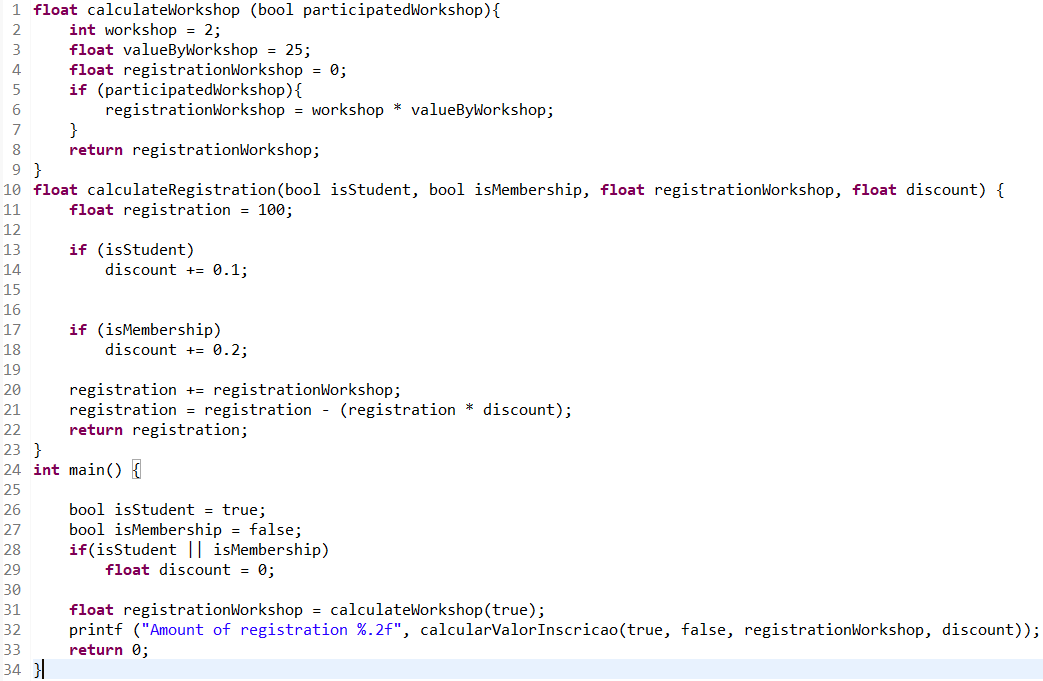 1 float calculateWorkshop (bool participatedWorkshop){
2     int workshop = 2;
3     float valueByWorkshop = 25;
4     float registrationWorkshop = 0;
5     if (participatedWorkshop){
6         registrationWorkshop = workshop * valueByWorkshop;
7     }
8     return registrationWorkshop;
9 }
10 float calculateRegistration(bool isStudent, bool isMembership, float registrationWorkshop, float discount) {
11     float registration = 100;
12
13     if (isStudent)
14         discount += 0.1;
15
16
17     if (isMembership)
18         discount += 0.2;
19
20     registration += registrationWorkshop;
21     registration = registration - (registration * discount);
22     return registration;
23 }
24 int main() {
25
26     bool isStudent = true;
27     bool isMembership = false;
28     if(isStudent || isMembership)
29         float discount = 0;
30
31     float registrationWorkshop = calculateWorkshop(true);
32     printf ("Amount of registration %.2f", calcularValorInscricao(true, false, registrationWorkshop, discount));
33     return 0;
34 }